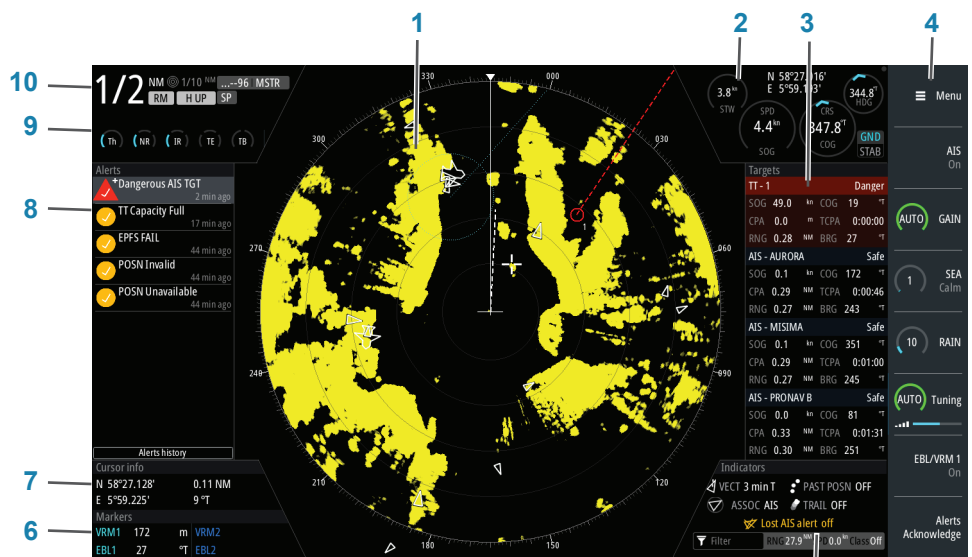 1
2
3
4
10
9
8
7
6
1/2 NM 1/10 NM ...--96 MSTR
RM H UP SP
Th NR IR TE TB
Alerts
Dangerous AIS TGT
2 min ago
TT Capacity Full
17 min ago
EPFS FAIL
44 min ago
POSN Invalid
44 min ago
POSN Unavailable
44 min ago
Alerts history
Cursor info
N 58°27.128' 0.11 NM
E 5°59.225' 9 °T
Markers
VRM1 172 m VRM2
EBL1 27 °T EBL2
330
000
300
030
270
060
240
090
210
120
180
150
1
3.8 kn
STW
N 58°27.016'
E 5°59.193'
344.8 °T
HDG
SPD
4.4 kn
SOG
CRS
347.8 °T
COG
GND
STAB
Targets
TT - 1 Danger
SOG 49.0 kn COG 19 °T
CPA 0.0 m TCPA 0:00:00
RNG 0.28 NM BRG 27 °T
AIS - AURORA Safe
SOG 0.1 kn COG 172 °T
CPA 0.29 NM TCPA 0:00:46
RNG 0.27 NM BRG 243 °T
AIS - MISIMA Safe
SOG 0.1 kn COG 351 °T
CPA 0.29 NM TCPA 0:01:00
RNG 0.27 NM BRG 245 °T
AIS - PRONAV B Safe
SOG 0.0 kn COG 81 °T
CPA 0.33 NM TCPA 0:01:31
RNG 0.30 NM BRG 251 °T
Indicators
VECT 3 min T PAST POSN OFF
ASSOC AIS TRAIL OFF
Lost AIS alert off
Filter RNG 27.9 NM 0.0 kn Class Off
Menu
AIS
On
AUTO GAIN
1 SEA
Calm
10 RAIN
AUTO Tuning
EBL/VRM 1
On
Alerts
Acknowledge